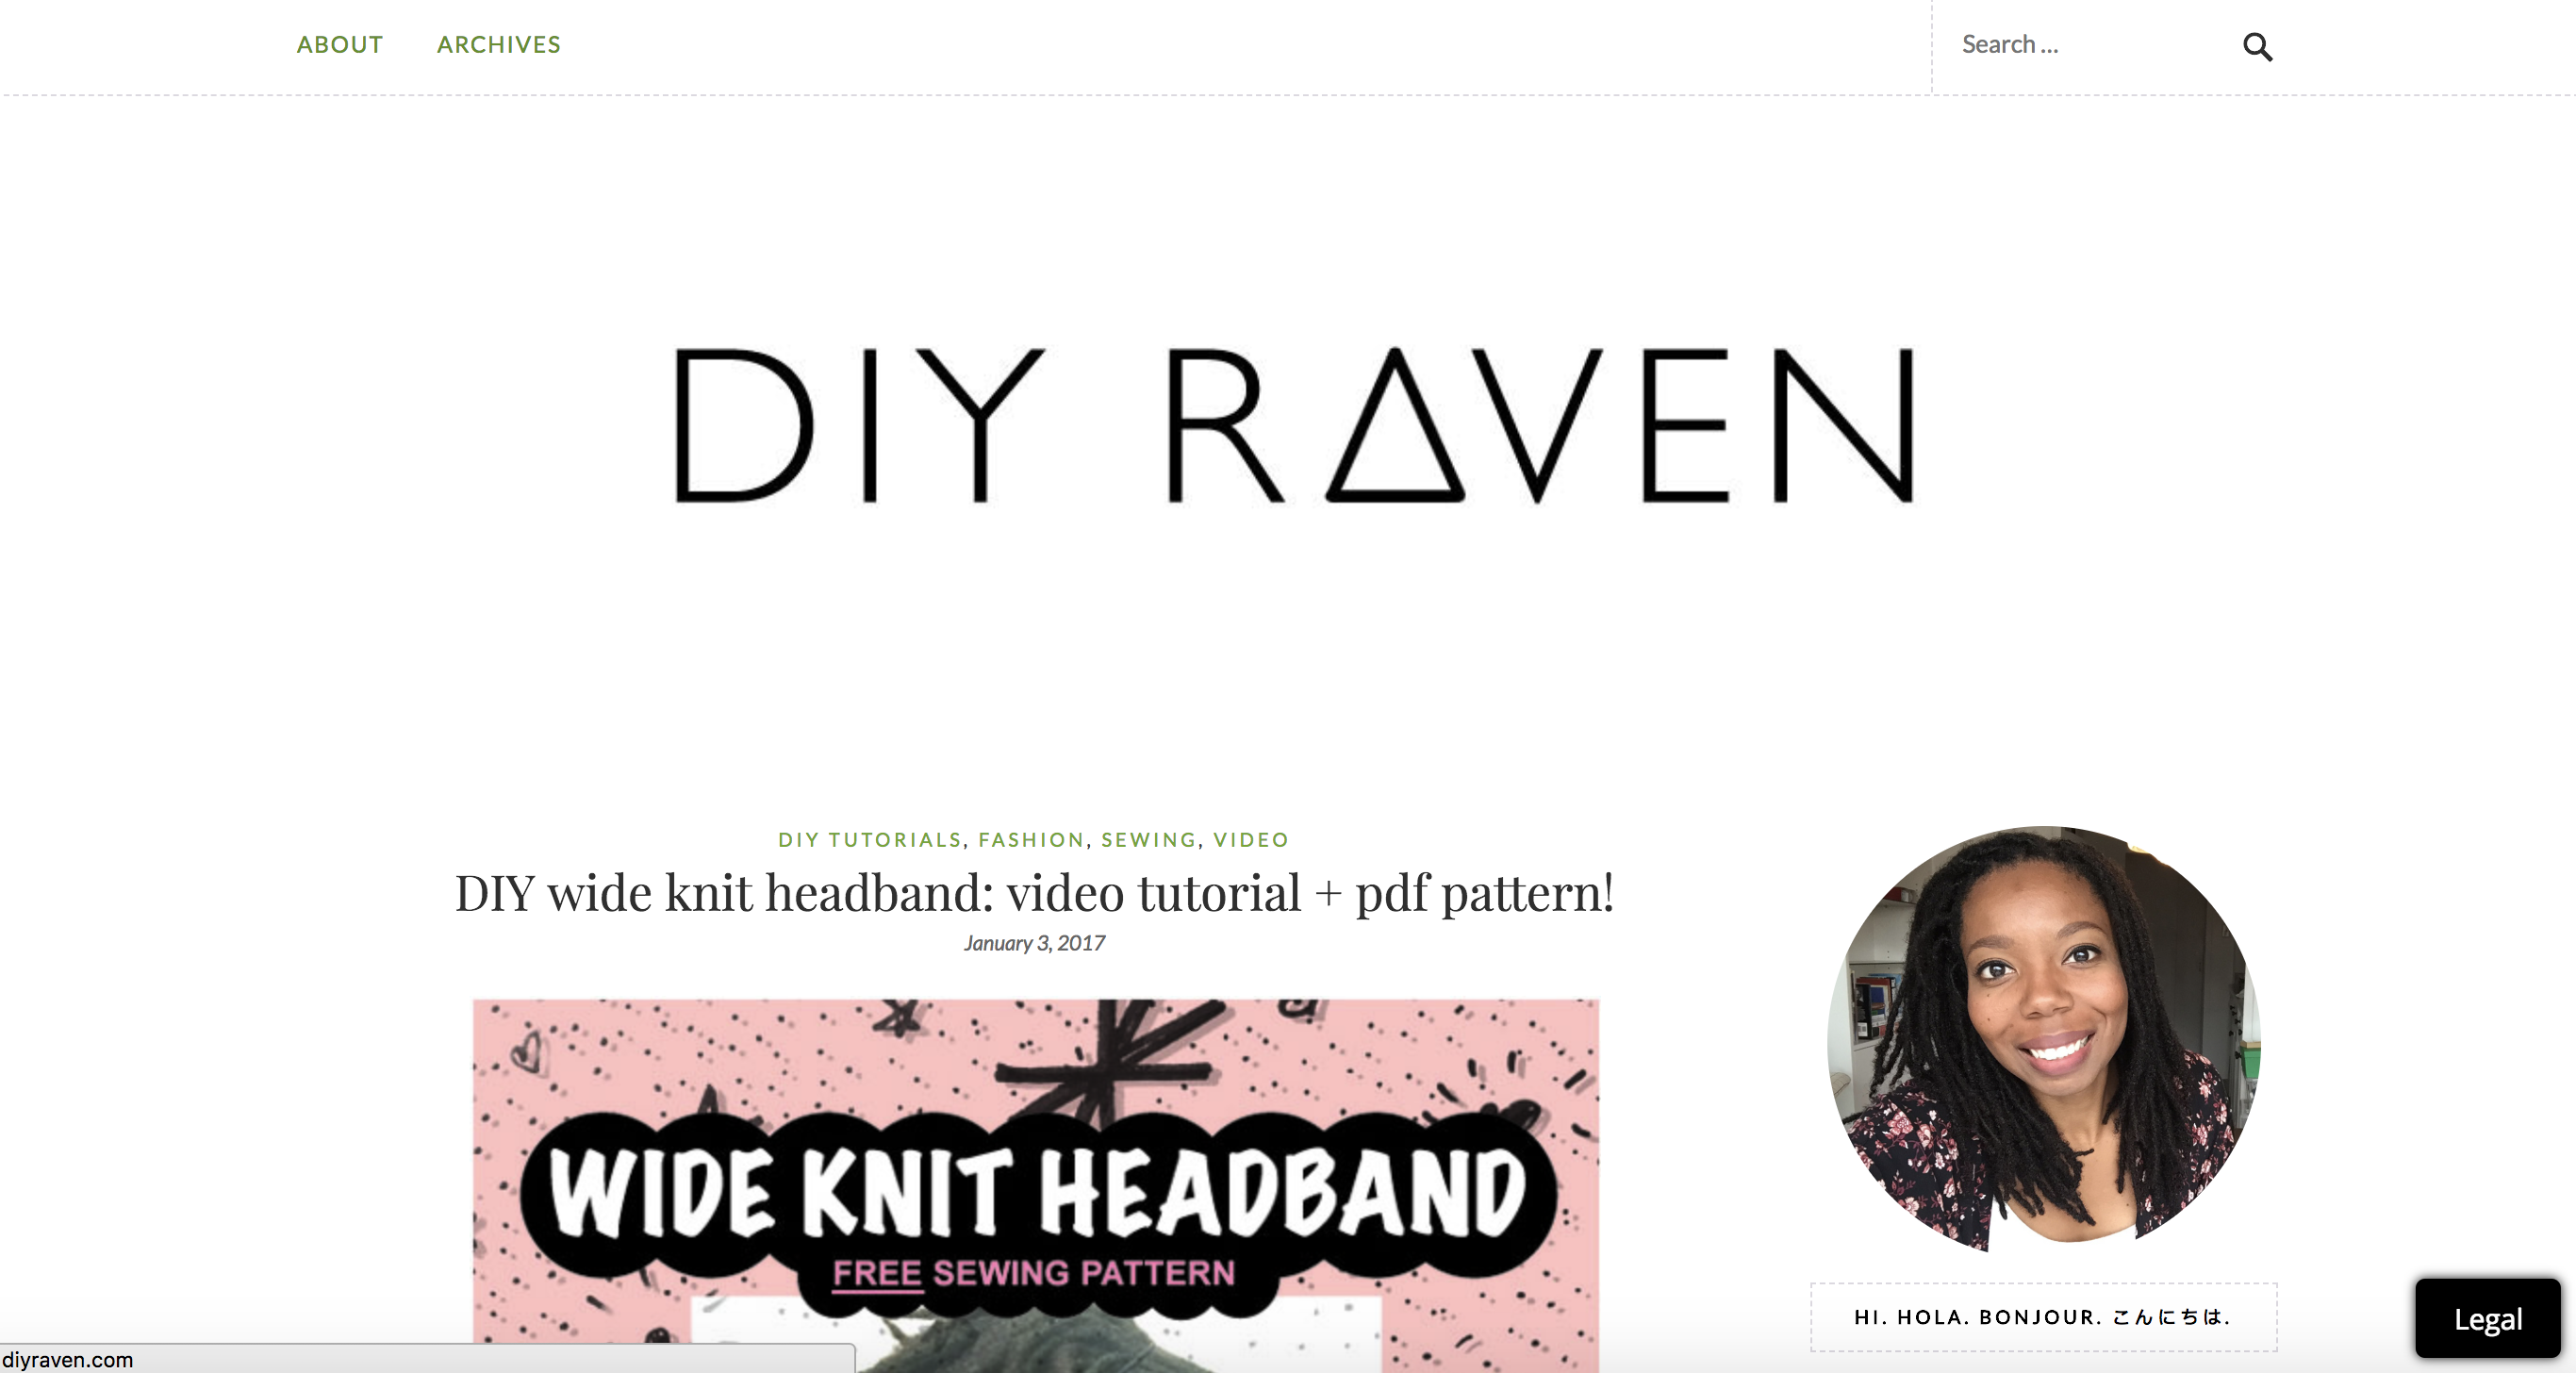 ABOUT ARCHIVES Search ...
DIY RAVEN
DIY TUTORIALS, FASHION, SEWING, VIDEO
DIY wide knit headband: video tutorial + pdf pattern!
January 3, 2017
WIDE KNIT HEADBAND
FREE SEWING PATTERN
HI. HOLA. BONJOUR. こんにちは.
Legal
diyraven.com